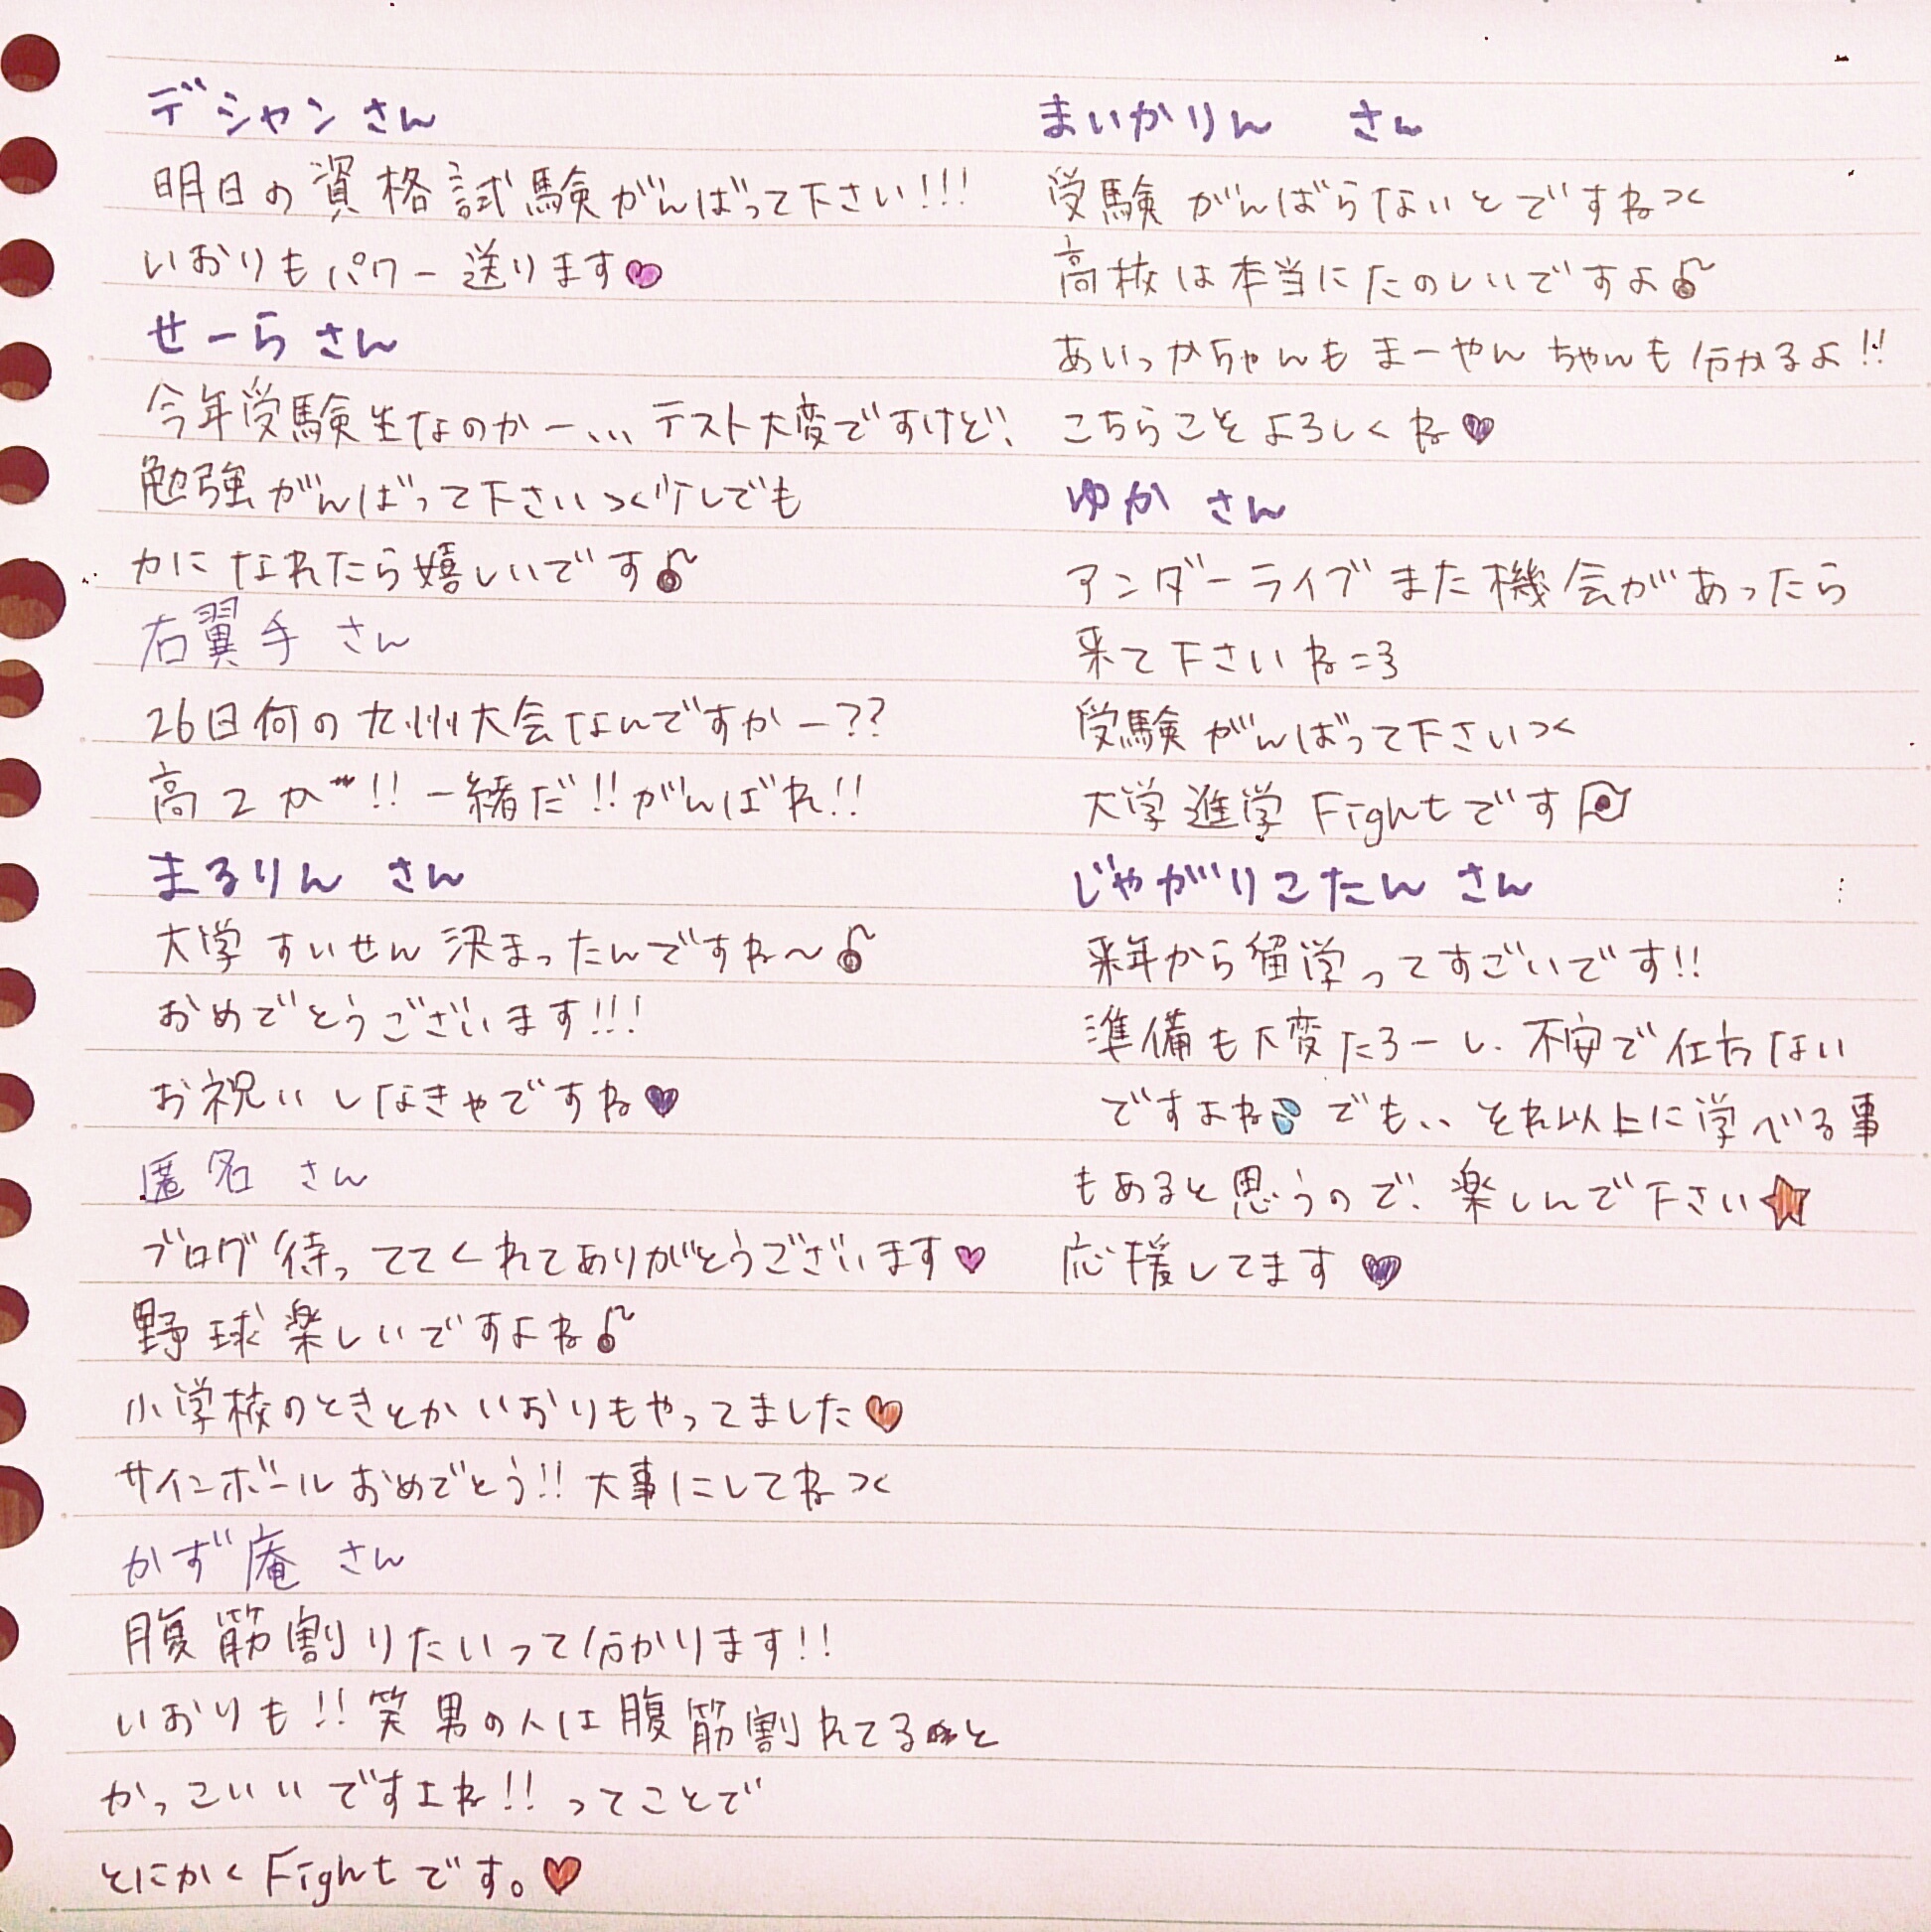 デシャンさん
明日の資格試験がんばって下さい!!!
いおりもパワー送ります♥
せーらさん
今年受験生なのかー、、、テスト大変ですけど、
勉強がんばって下さい><少しでも
力になれたら嬉しいです♪
右翼手さん
26日何の九州大会なんですかー??
高2か〜!!一緒だ!!がんばれ!!
まるりん さん
大学すいせん決まったんですね〜♪
おめでとうございます!!!
お祝いしなきゃですね♥
匿名 さん
ブログ待っててくれてありがとうございます♥
野球楽しいですよね♪
小学校のときとかいおりもやってました♥
サインボールおめでとう!!大事にしてね><
かず庵 さん
腹筋割りたいって分かります!!
いおりも!!笑 男の人は腹筋割れてると
かっこいいですよね!!ってことで
とにかくFightです。♥
まいかりん さん
受験がんばらないとですね><
高校は本当にたのしいですよ♪
あいっかちゃんもまーやんちゃんも分かるよ!!
こちらこそよろしくね♥
ゆか さん
アンダーライブまた機会があったら
来て下さいね=3
受験がんばって下さい><
大学進学Fightです
じゃがりこたん さん
来年から留学ってすごいです!!
準備も大変だろーし、不安で仕方ない
ですよね💦でも、、それ以上に学べる事
もあると思うので、楽しんで下さい★
応援してます♥